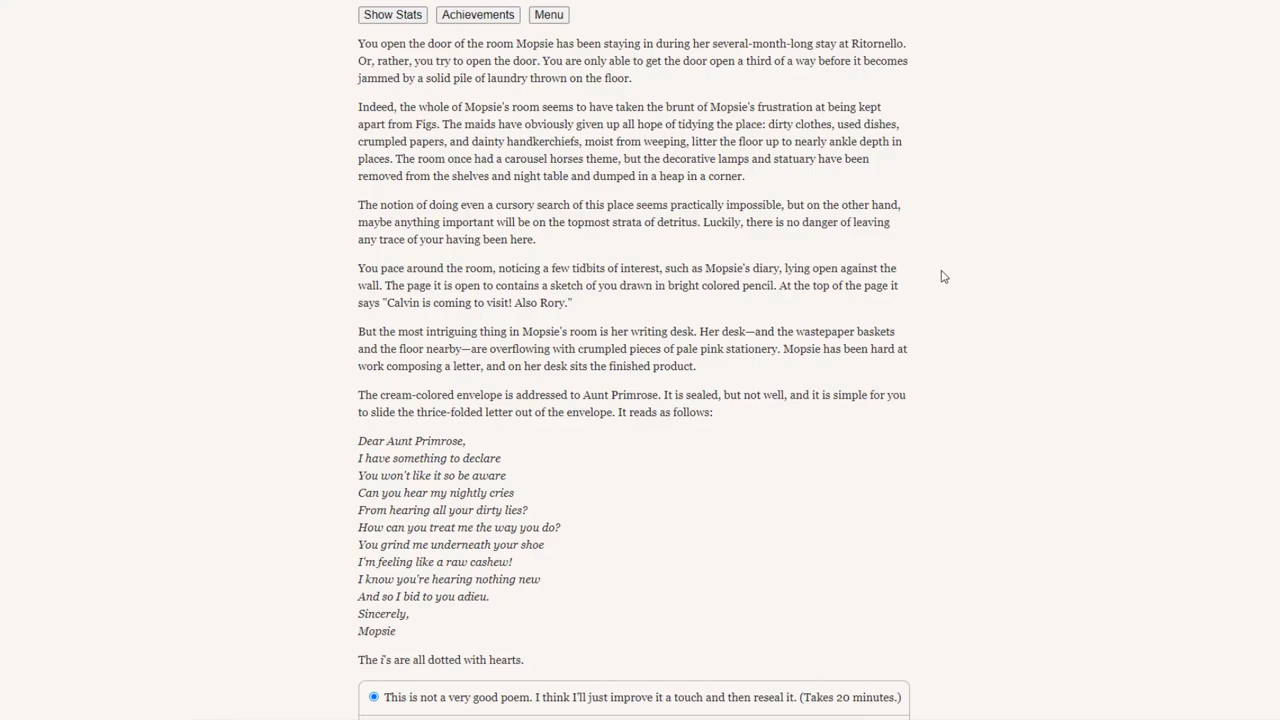 Show Stats Achievements Menu
You open the door of the room Mopsie has been staying in during her several-month-long stay at Ritornello.
Or, rather, you try to open the door. You are only able to get the door open a third of a way before it becomes
jammed by a solid pile of laundry thrown on the floor.
Indeed, the whole of Mopsie's room seems to have taken the brunt of Mopsie's frustration at being kept
apart from Figs. The maids have obviously given up all hope of tidying the place: dirty clothes, used dishes,
crumpled papers, and dainty handkerchiefs, moist from weeping, litter the floor up to nearly ankle depth in
places. The room once had a carousel horses theme, but the decorative lamps and statuary have been
removed from the shelves and night table and dumped in a heap in a corner.
The notion of doing even a cursory search of this place seems practically impossible, but on the other hand,
maybe anything important will be on the topmost strata of detritus. Luckily, there is no danger of leaving
any trace of your having been here.
You pace around the room, noticing a few tidbits of interest, such as Mopsie's diary, lying open against the
wall. The page it is open to contains a sketch of you drawn in bright colored pencil. At the top of the page it
says "Calvin is coming to visit! Also Rory."
But the most intriguing thing in Mopsie's room is her writing desk. Her desk—and the wastepaper baskets
and the floor nearby—are overflowing with crumpled pieces of pale pink stationery. Mopsie has been hard at
work composing a letter, and on her desk sits the finished product.
The cream-colored envelope is addressed to Aunt Primrose. It is sealed, but not well, and it is simple for you
to slide the thrice-folded letter out of the envelope. It reads as follows:
Dear Aunt Primrose,
I have something to declare
You won't like it so be aware
Can you hear my nightly cries
From hearing all your dirty lies?
How can you treat me the way you do?
You grind me underneath your shoe
I'm feeling like a raw cashew!
I know you're hearing nothing new
And so I bid to you adieu.
Sincerely,
Mopsie
The i's are all dotted with hearts.
This is not a very good poem. I think I'll just improve it a touch and then reseal it. (Takes 20 minutes.)